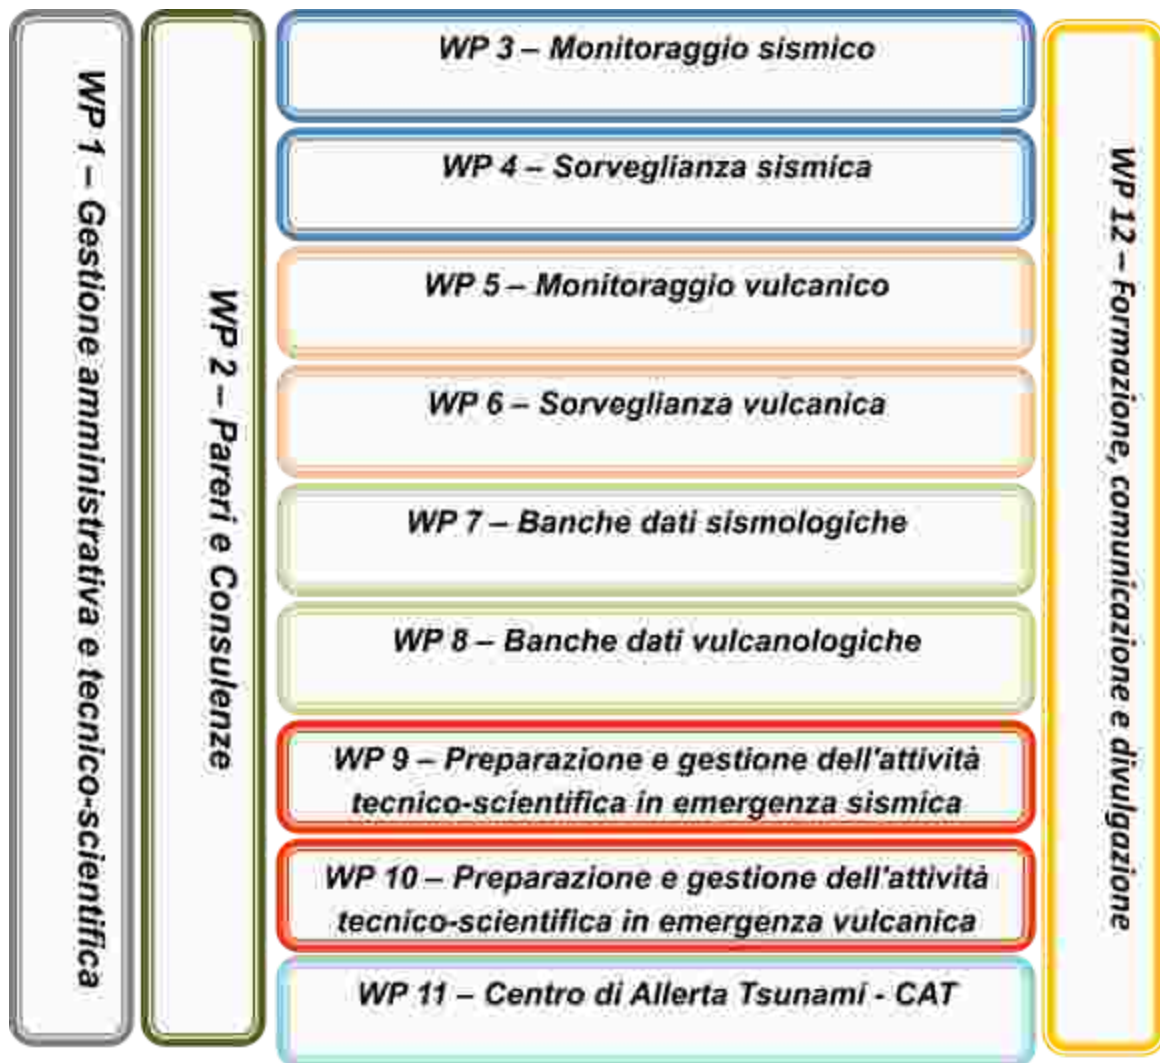 WP 1 – Gestione amministrativa e tecnico-scientifica
WP 2 – Pareri e Consulenze
WP 3 – Monitoraggio sismico
WP 4 – Sorveglianza sismica
WP 5 – Monitoraggio vulcanico
WP 6 – Sorveglianza vulcanica
WP 7 – Banche dati sismologiche
WP 8 – Banche dati vulcanologiche
WP 9 – Preparazione e gestione dell'attività
tecnico-scientifica in emergenza sismica
WP 10 – Preparazione e gestione dell'attività
tecnico-scientifica in emergenza vulcanica
WP 11 – Centro di Allerta Tsunami - CAT
WP 12 – Formazione, comunicazione e divulgazione